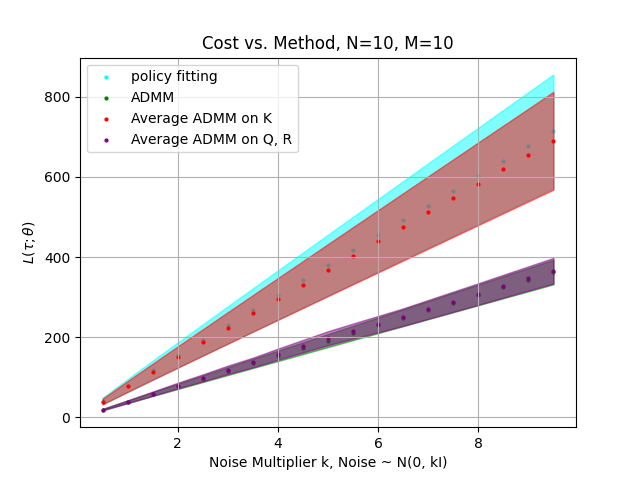 Cost vs. Method, N=10, M=10
policy fitting
ADMM
Average ADMM on K
Average ADMM on Q, R
L(τ; θ)
800
600
400
200
0
2 4 6 8
Noise Multiplier k, Noise ~ N(0, kI)